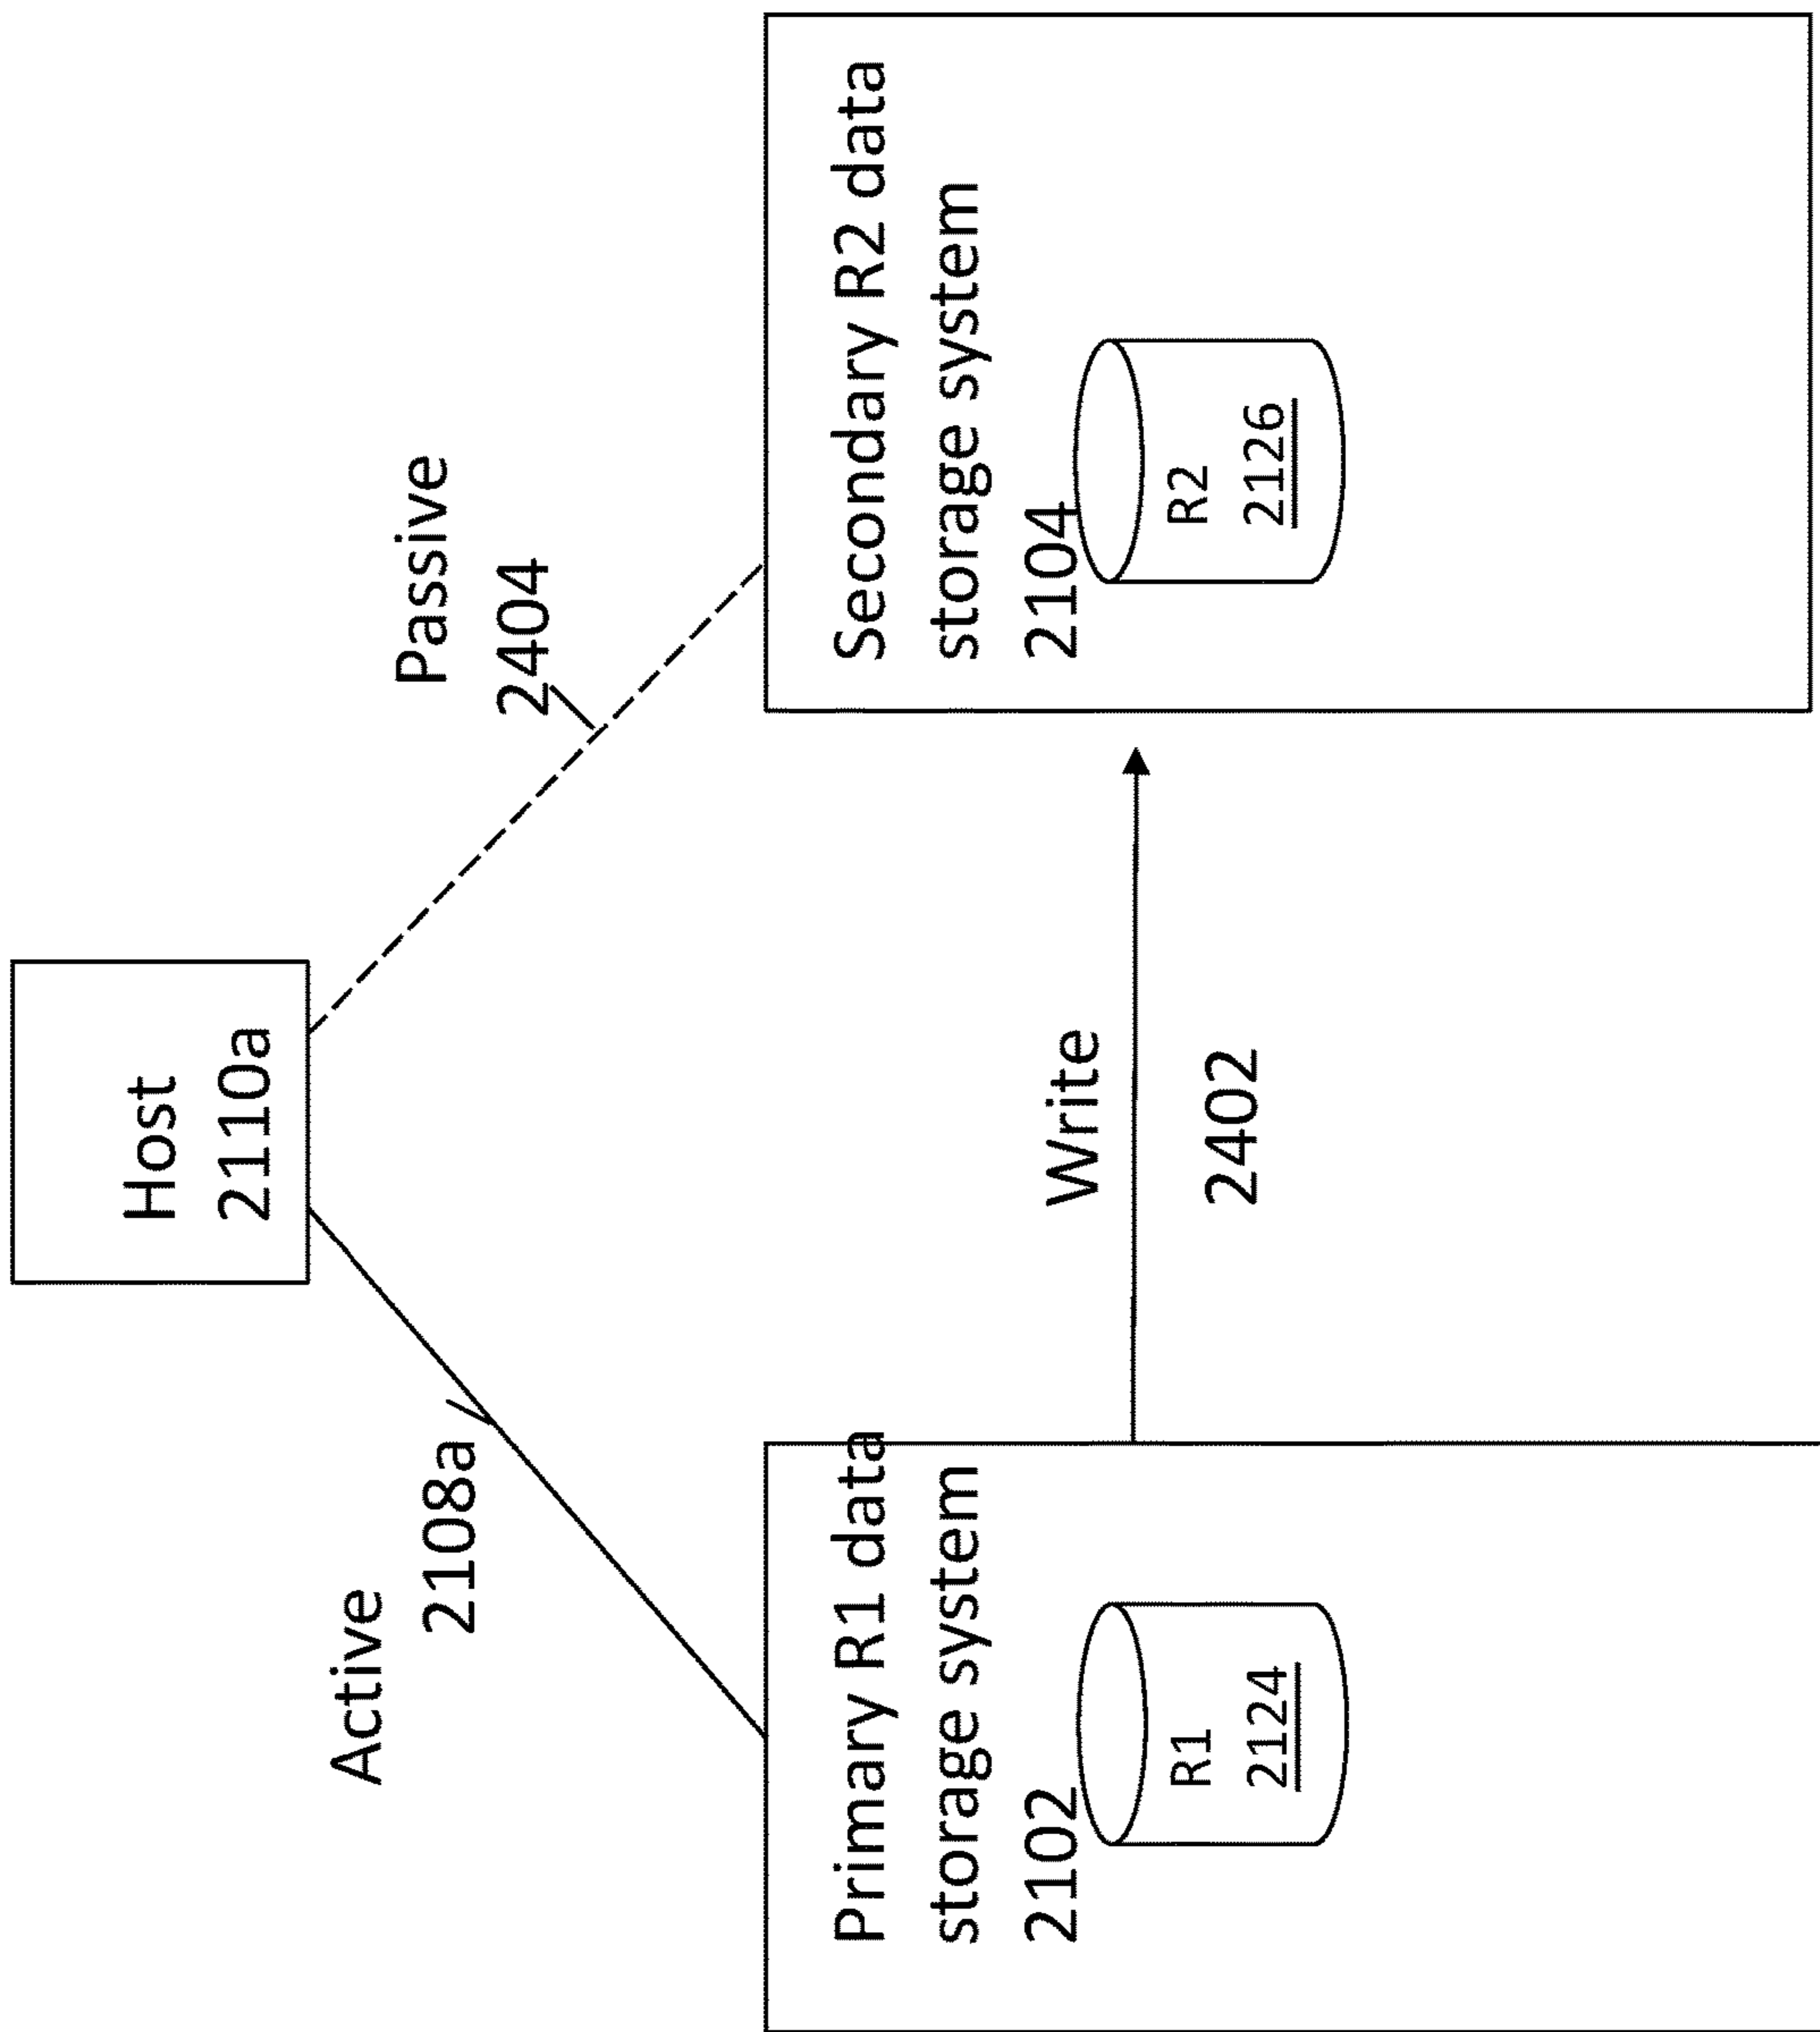 Host
2110a
Active
2108a
Passive
2404
Primary R1 data
storage system
2102
R1
2124
Write
2402
Secondary R2 data
storage system
2104
R2
2126